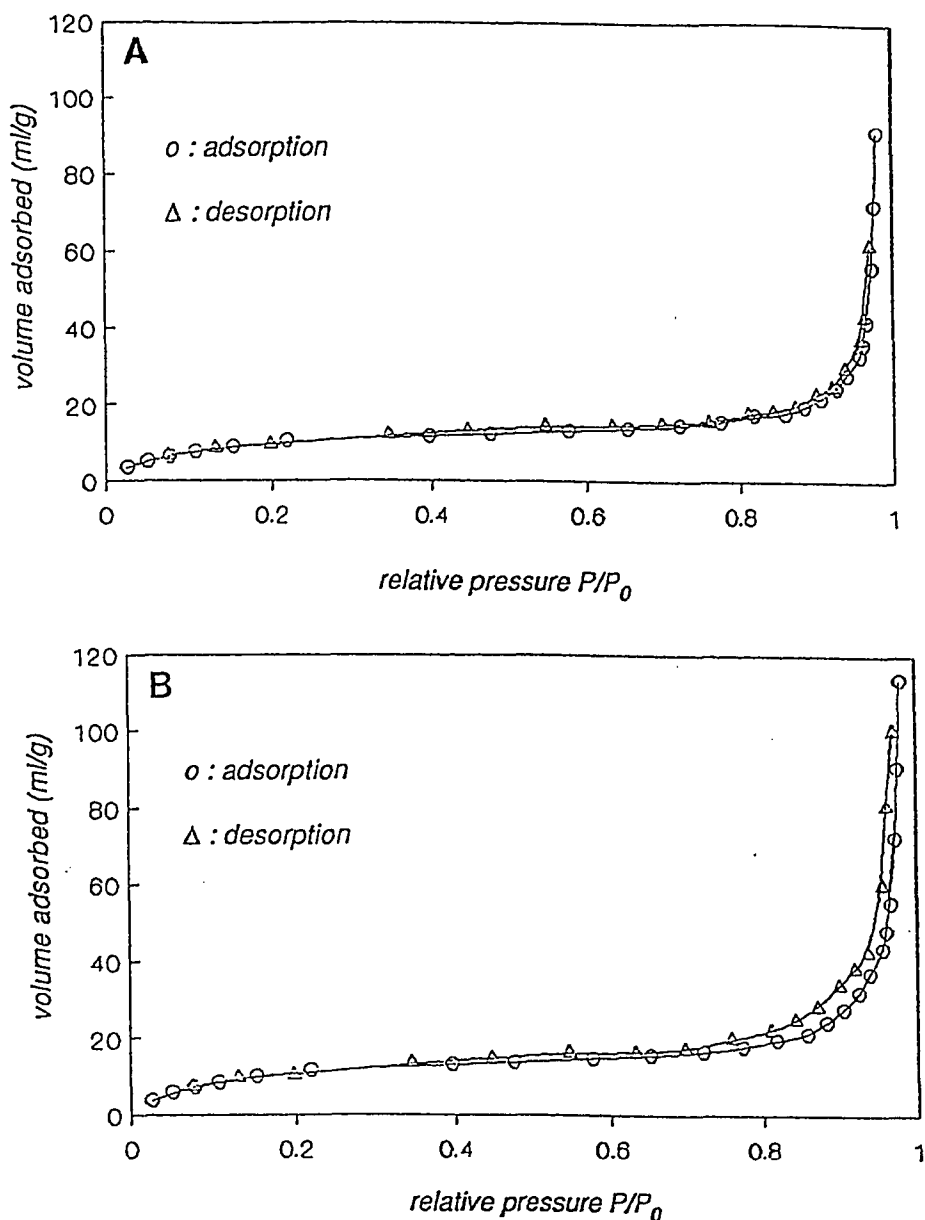 A
120
100
80
60
40
20
0
volume adsorbed (ml/g)
o : adsorption
Δ : desorption
0 0.2 0.4 0.6 0.8 1
relative pressure P/P0
B
120
100
80
60
40
20
0
volume adsorbed (ml/g)
o : adsorption
Δ : desorption
0 0.2 0.4 0.6 0.8 1
relative pressure P/P0